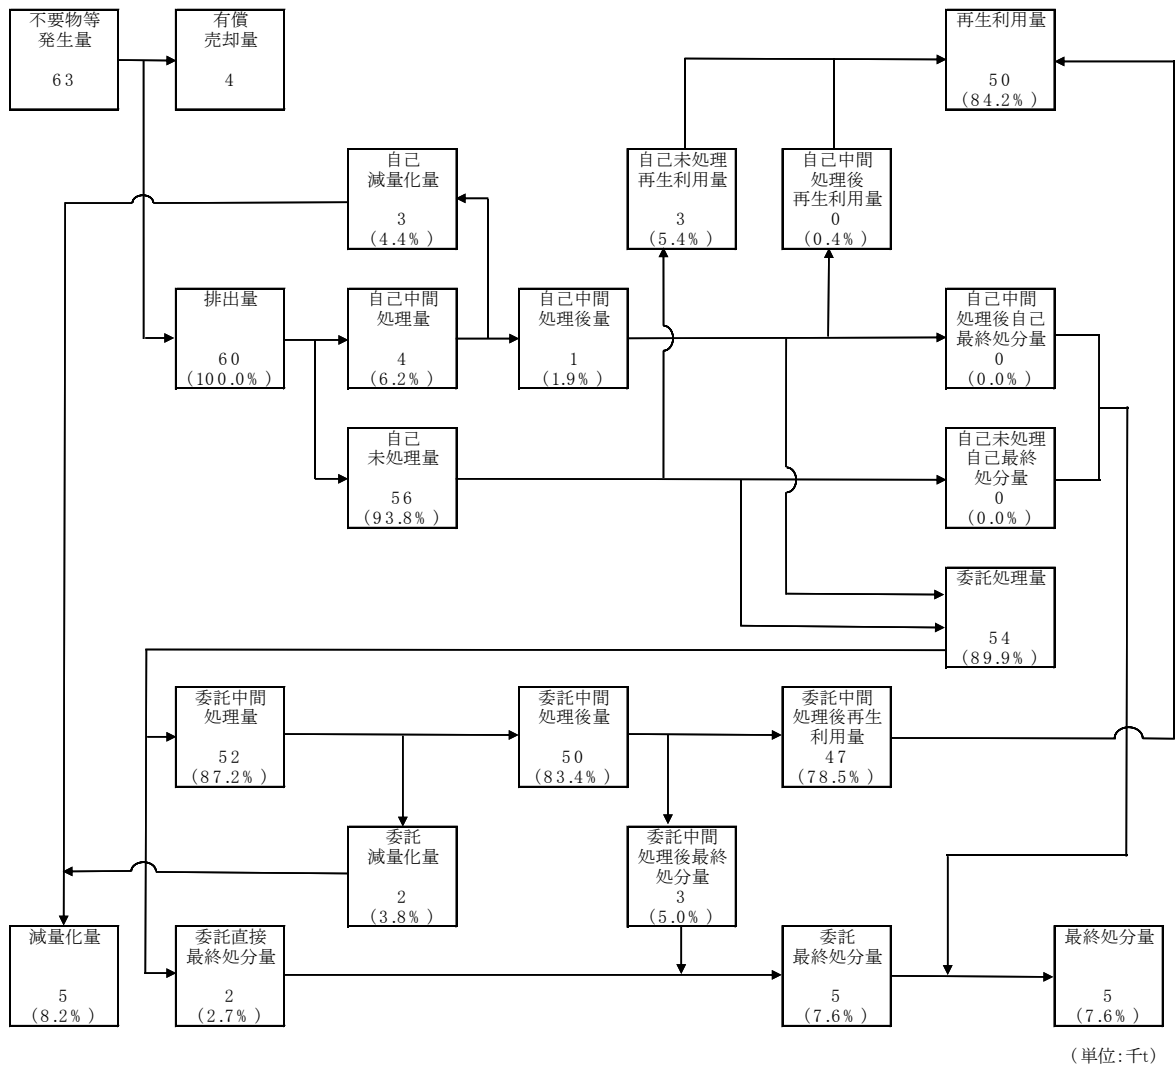 不要物等
発生量
63
有償
売却量
4
再生利用量
50
(84.2%)
自己
減量化量
3
(4.4%)
自己未処理
再生利用量
3
(5.4%)
自己中間
処理後
再生利用量
0
(0.4%)
排出量
60
(100.0%)
自己中間
処理量
4
(6.2%)
自己中間
処理後量
1
(1.9%)
自己中間
処理後自己
最終処分量
0
(0.0%)
自己
未処理量
56
(93.8%)
自己未処理
自己最終
処分量
0
(0.0%)
委託処理量
54
(89.9%)
委託中間
処理量
52
(87.2%)
委託中間
処理後量
50
(83.4%)
委託中間
処理後再生
利用量
47
(78.5%)
委託
減量化量
2
(3.8%)
委託中間
処理後最終
処分量
3
(5.0%)
減量化量
5
(8.2%)
委託直接
最終処分量
2
(2.7%)
委託
最終処分量
5
(7.6%)
最終処分量
5
(7.6%)
(単位:千t)